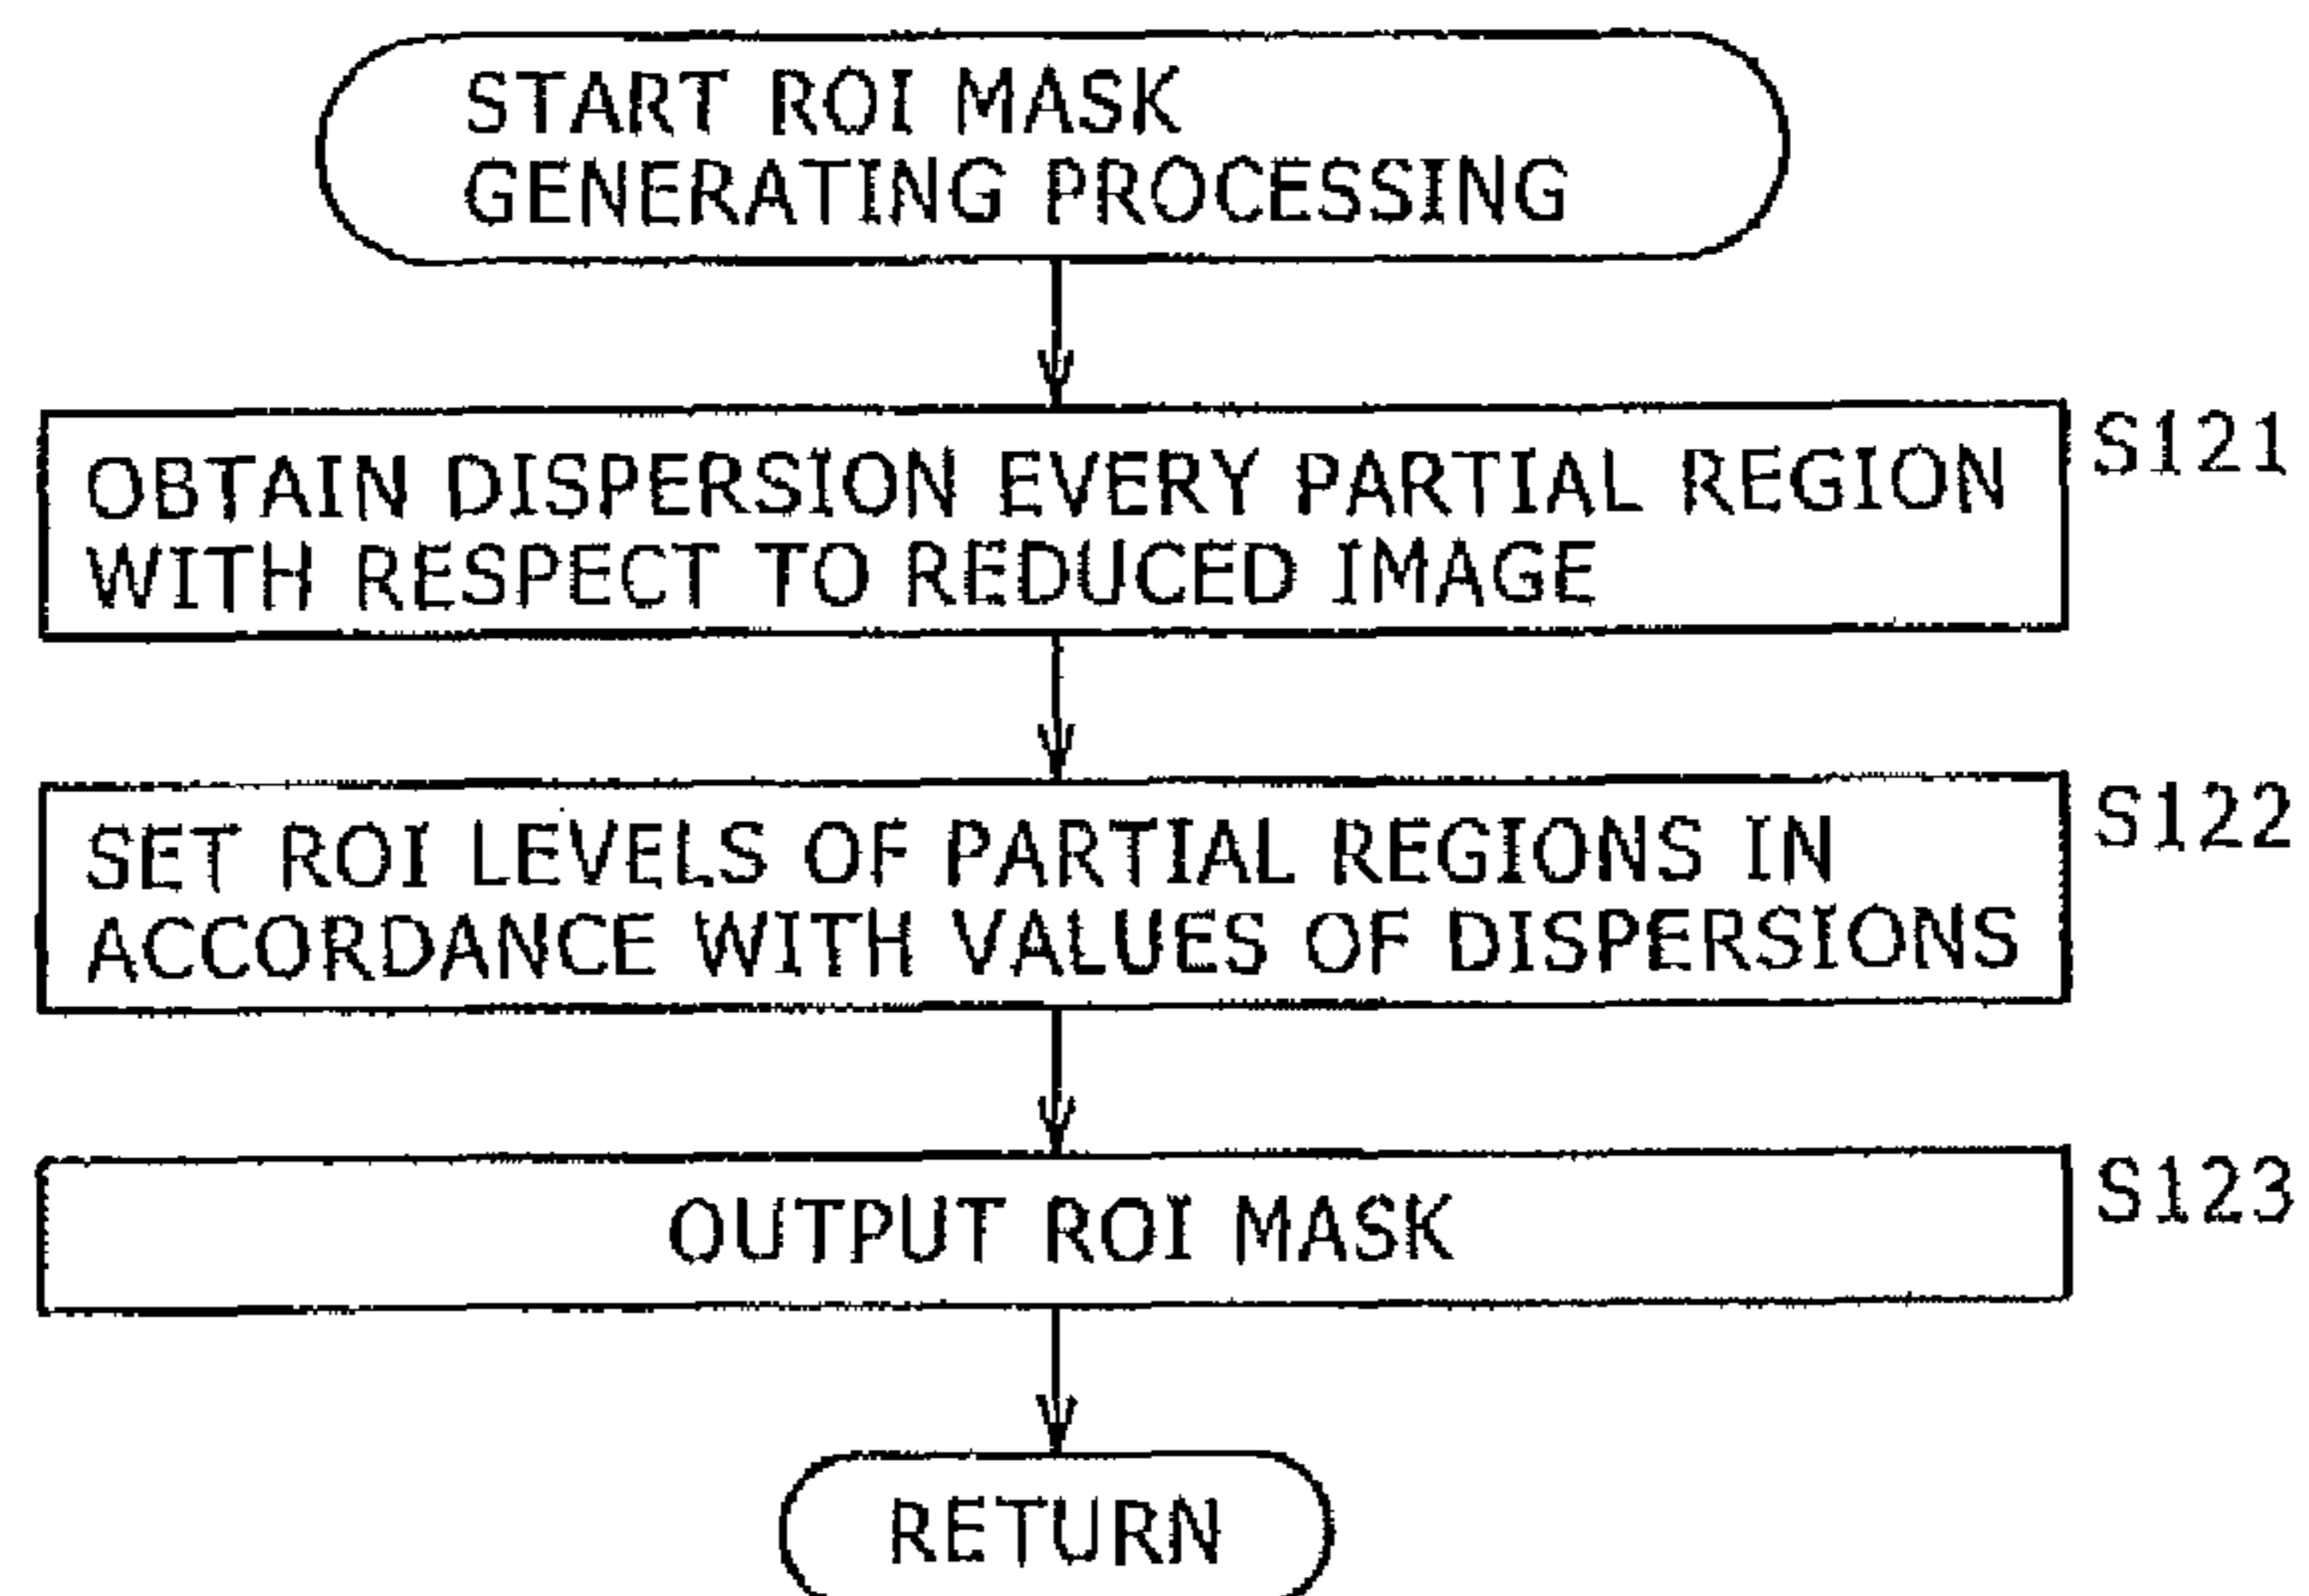 START ROI MASK
GENERATING PROCESSING
OBTAIN DISPERSION EVERY PARTIAL REGION
WITH RESPECT TO REDUCED IMAGE
S121
SET ROI LEVELS OF PARTIAL REGIONS IN
ACCORDANCE WITH VALUES OF DISPERSIONS
S122
OUTPUT ROI MASK
S123
RETURN